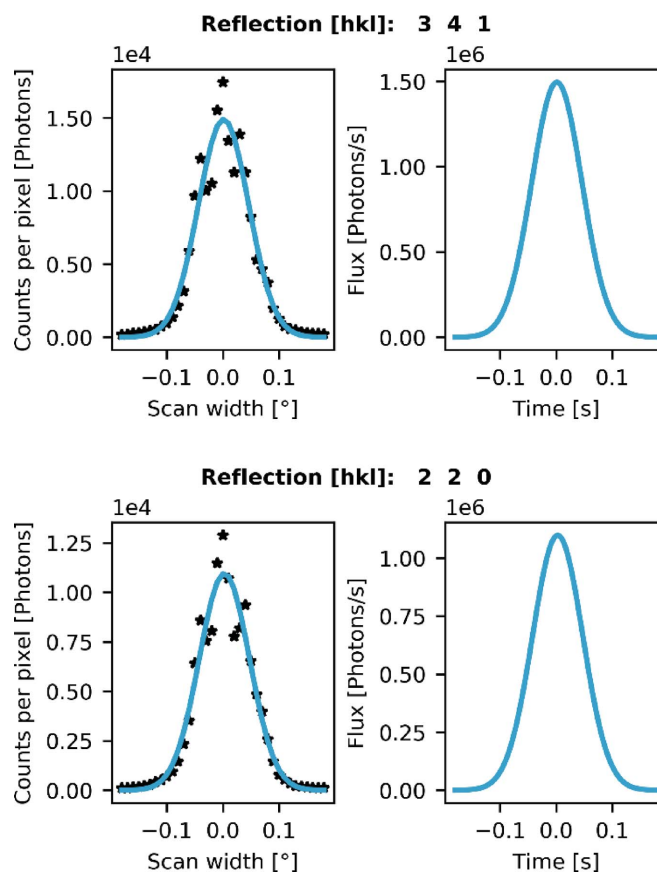 Reflection [hkl]: 3 4 1
1e4
Counts per pixel [Photons]
1.50
1.00
0.50
0.00
−0.1 0.0 0.1
Scan width [°]
1e6
Flux [Photons/s]
1.50
1.00
0.50
0.00
−0.1 0.0 0.1
Time [s]
Reflection [hkl]: 2 2 0
1e4
Counts per pixel [Photons]
1.25
1.00
0.75
0.50
0.25
0.00
−0.1 0.0 0.1
Scan width [°]
1e6
Flux [Photons/s]
1.00
0.75
0.50
0.25
0.00
−0.1 0.0 0.1
Time [s]